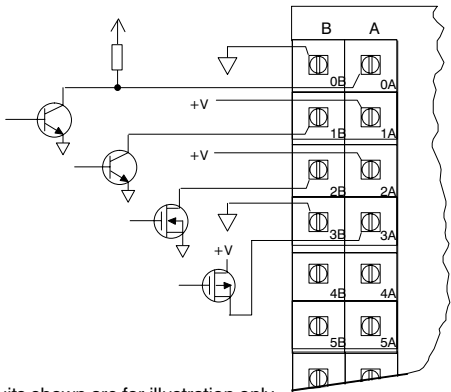 B A
0B 0A
+V
1B 1A
+V
2B 2A
3B 3A
+V
4B 4A
5B 5A
uits shown are for illustration only